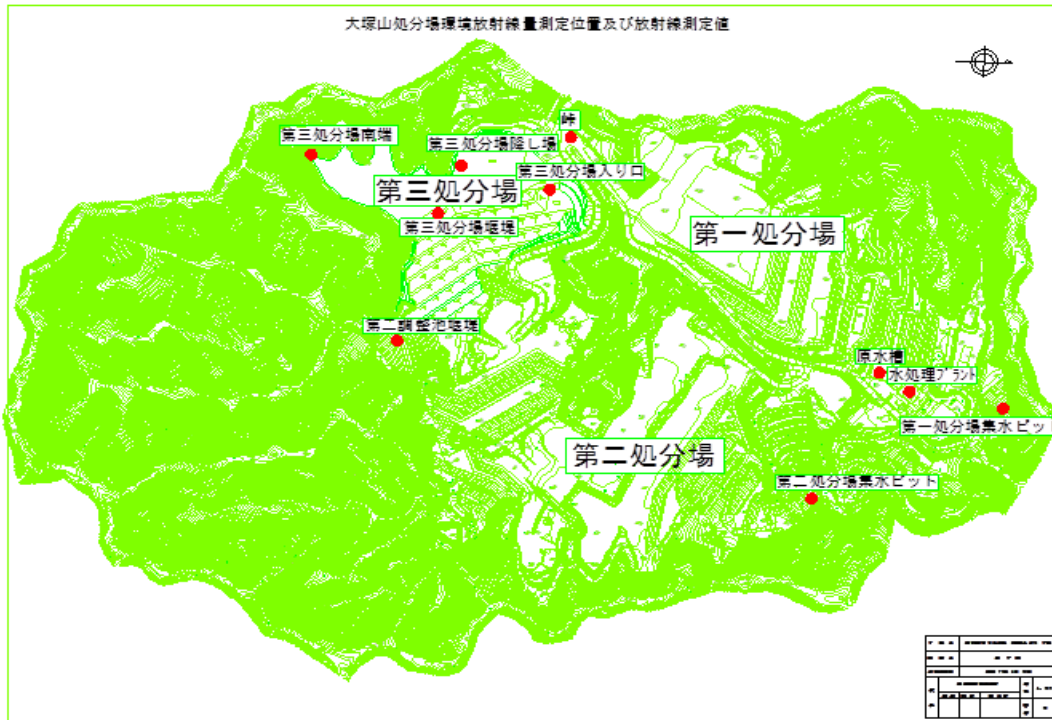 大塚山処分場環境放射線量測定位置及び放射線測定値
峠
第三処分場南端
第三処分場降し場
第三処分場入り口
第三処分場
第三処分場堰堤
第一処分場
第二調整池堰堤
原水槽
水処理プラント
第一処分場集水ピット
第二処分場
第二処分場集水ピット